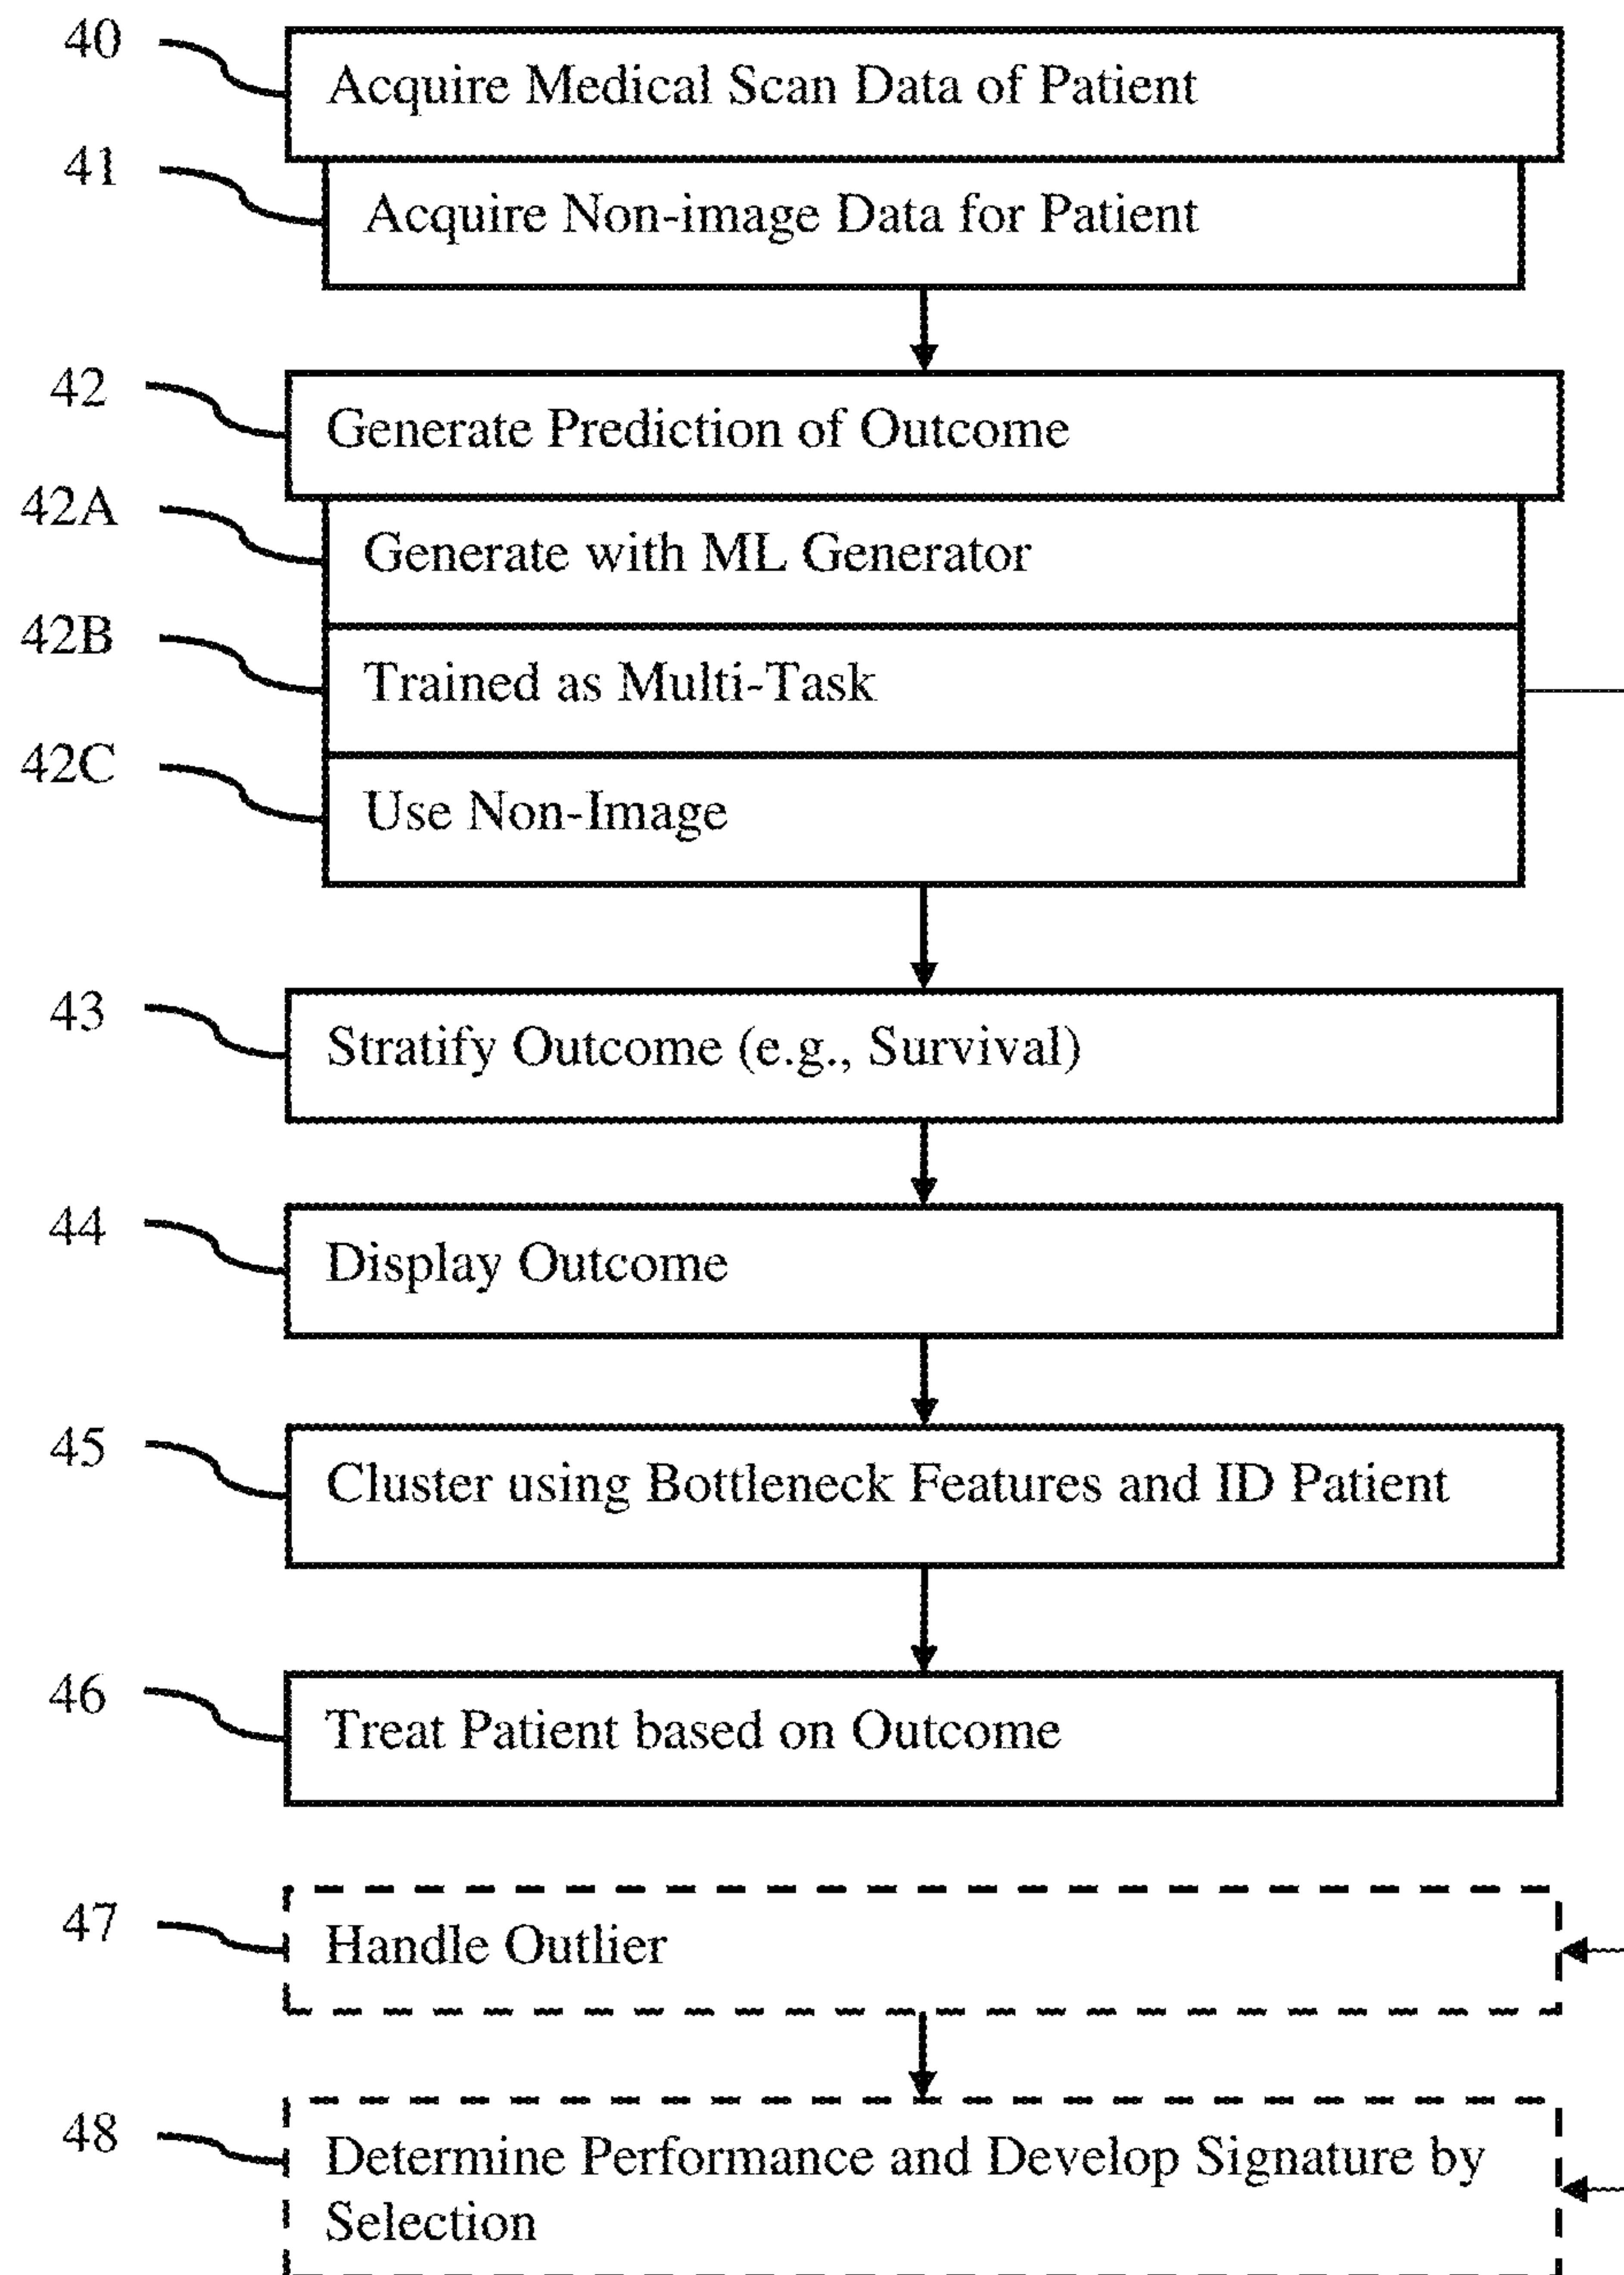 40
Acquire Medical Scan Data of Patient
41
Acquire Non-image Data for Patient
42
Generate Prediction of Outcome
42A
Generate with ML Generator
42B
Trained as Multi-Task
42C
Use Non-Image
43
Stratify Outcome (e.g., Survival)
44
Display Outcome
45
Cluster using Bottleneck Features and ID Patient
46
Treat Patient based on Outcome
47
Handle Outlier
48
Determine Performance and Develop Signature by
Selection